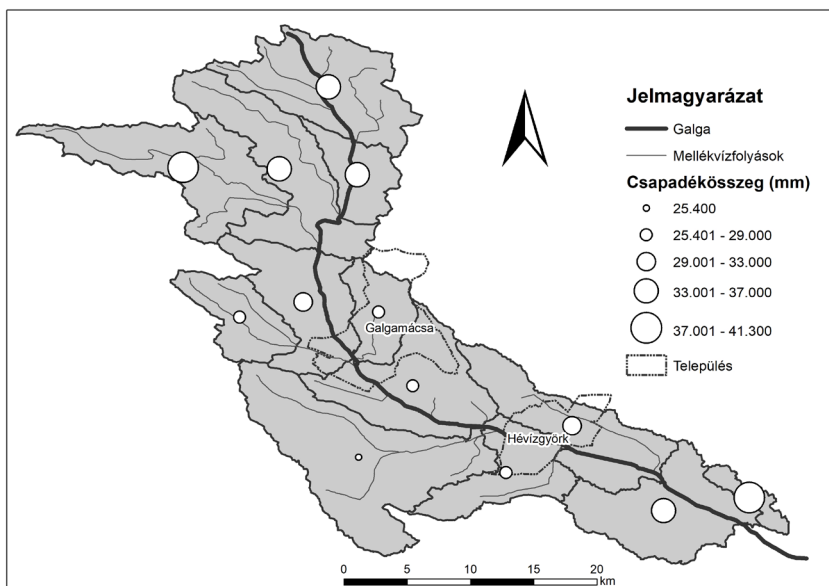 Jelmagyarázat
Galga
Mellékvízfolyások
Csapadékösszeg (mm)
25.400
25.401 - 29.000
29.001 - 33.000
33.001 - 37.000
37.001 - 41.300
Település
Galgamácsa
Hévízgyörk
0 5 10 15 20
km